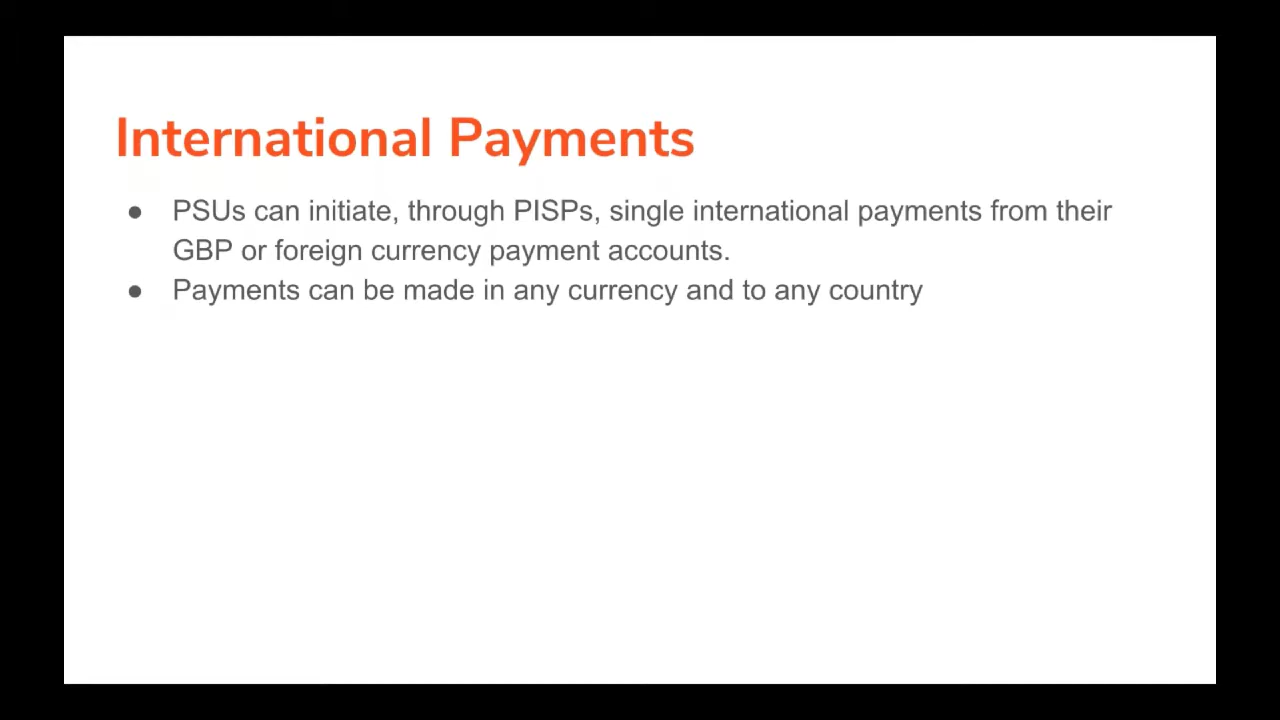 International Payments
● PSUs can initiate, through PISPs, single international payments from their
GBP or foreign currency payment accounts.
● Payments can be made in any currency and to any country